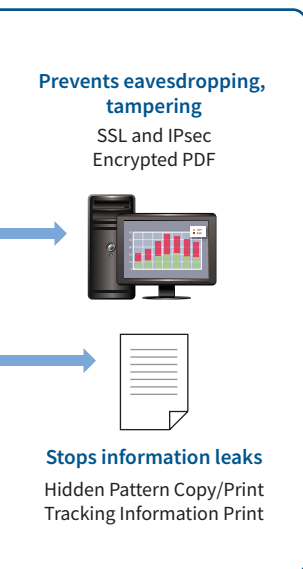 Prevents eavesdropping,
tampering
SSL and IPsec
Encrypted PDF
Stops information leaks
Hidden Pattern Copy/Print
Tracking Information Print